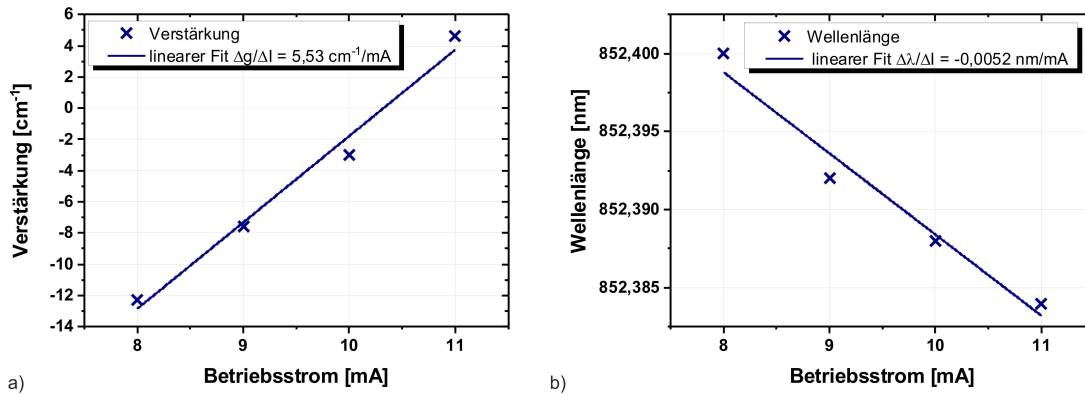 Verstärkung [cm⁻¹]
6
4
2
0
-2
-4
-6
-8
-10
-12
-14
Verstärkung
linearer Fit Δg/ΔI = 5,53 cm⁻¹/mA
8 9 10 11
Betriebsstrom [mA]
a)
Wellenlänge [nm]
852,400
852,395
852,390
852,385
Wellenlänge
linearer Fit Δλ/ΔI = -0,0052 nm/mA
8 9 10 11
Betriebsstrom [mA]
b)